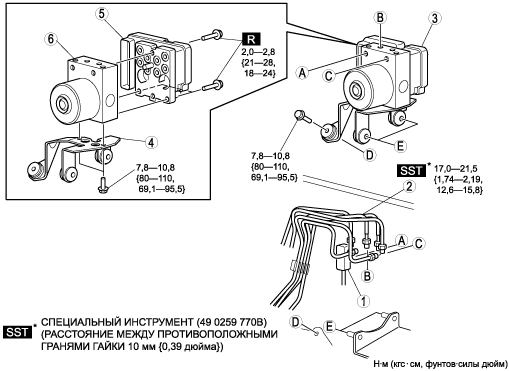 5
6
R
2,0–2,8
{21–28,
18–24}
4
7,8–10,8
{80–110,
69,1–95,5}
B
3
A
C
E
D
7,8–10,8
{80–110,
69,1–95,5}
SST * 17,0–21,5
{1,74–2,19,
12,6–15,8}
2
A
C
B
1
D
E
SST * СПЕЦИАЛЬНЫЙ ИНСТРУМЕНТ (49 0259 770B)
(РАССТОЯНИЕ МЕЖДУ ПРОТИВОПОЛОЖНЫМИ
ГРАНЯМИ ГАЙКИ 10 мм {0,39 дюйма})
Н·м {кгс·см, фунтов·силы дюйм}